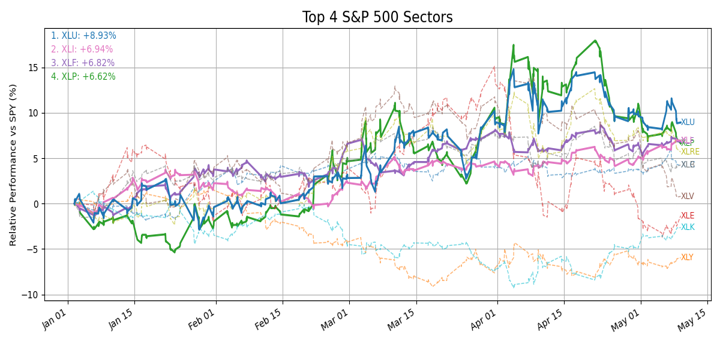 Top 4 S&P 500 Sectors
1. XLU: +8.93%
2. XLI: +6.94%
3. XLF: +6.82%
4. XLP: +6.62%
Relative Performance vs SPY (%)
15
10
5
0
−5
−10
XLU
XLRE
XLV
XLE
XLK
XLY
Jan 01
Jan 15
Feb 01
Feb 15
Mar 01
Mar 15
Apr 01
Apr 15
May 01
May 15